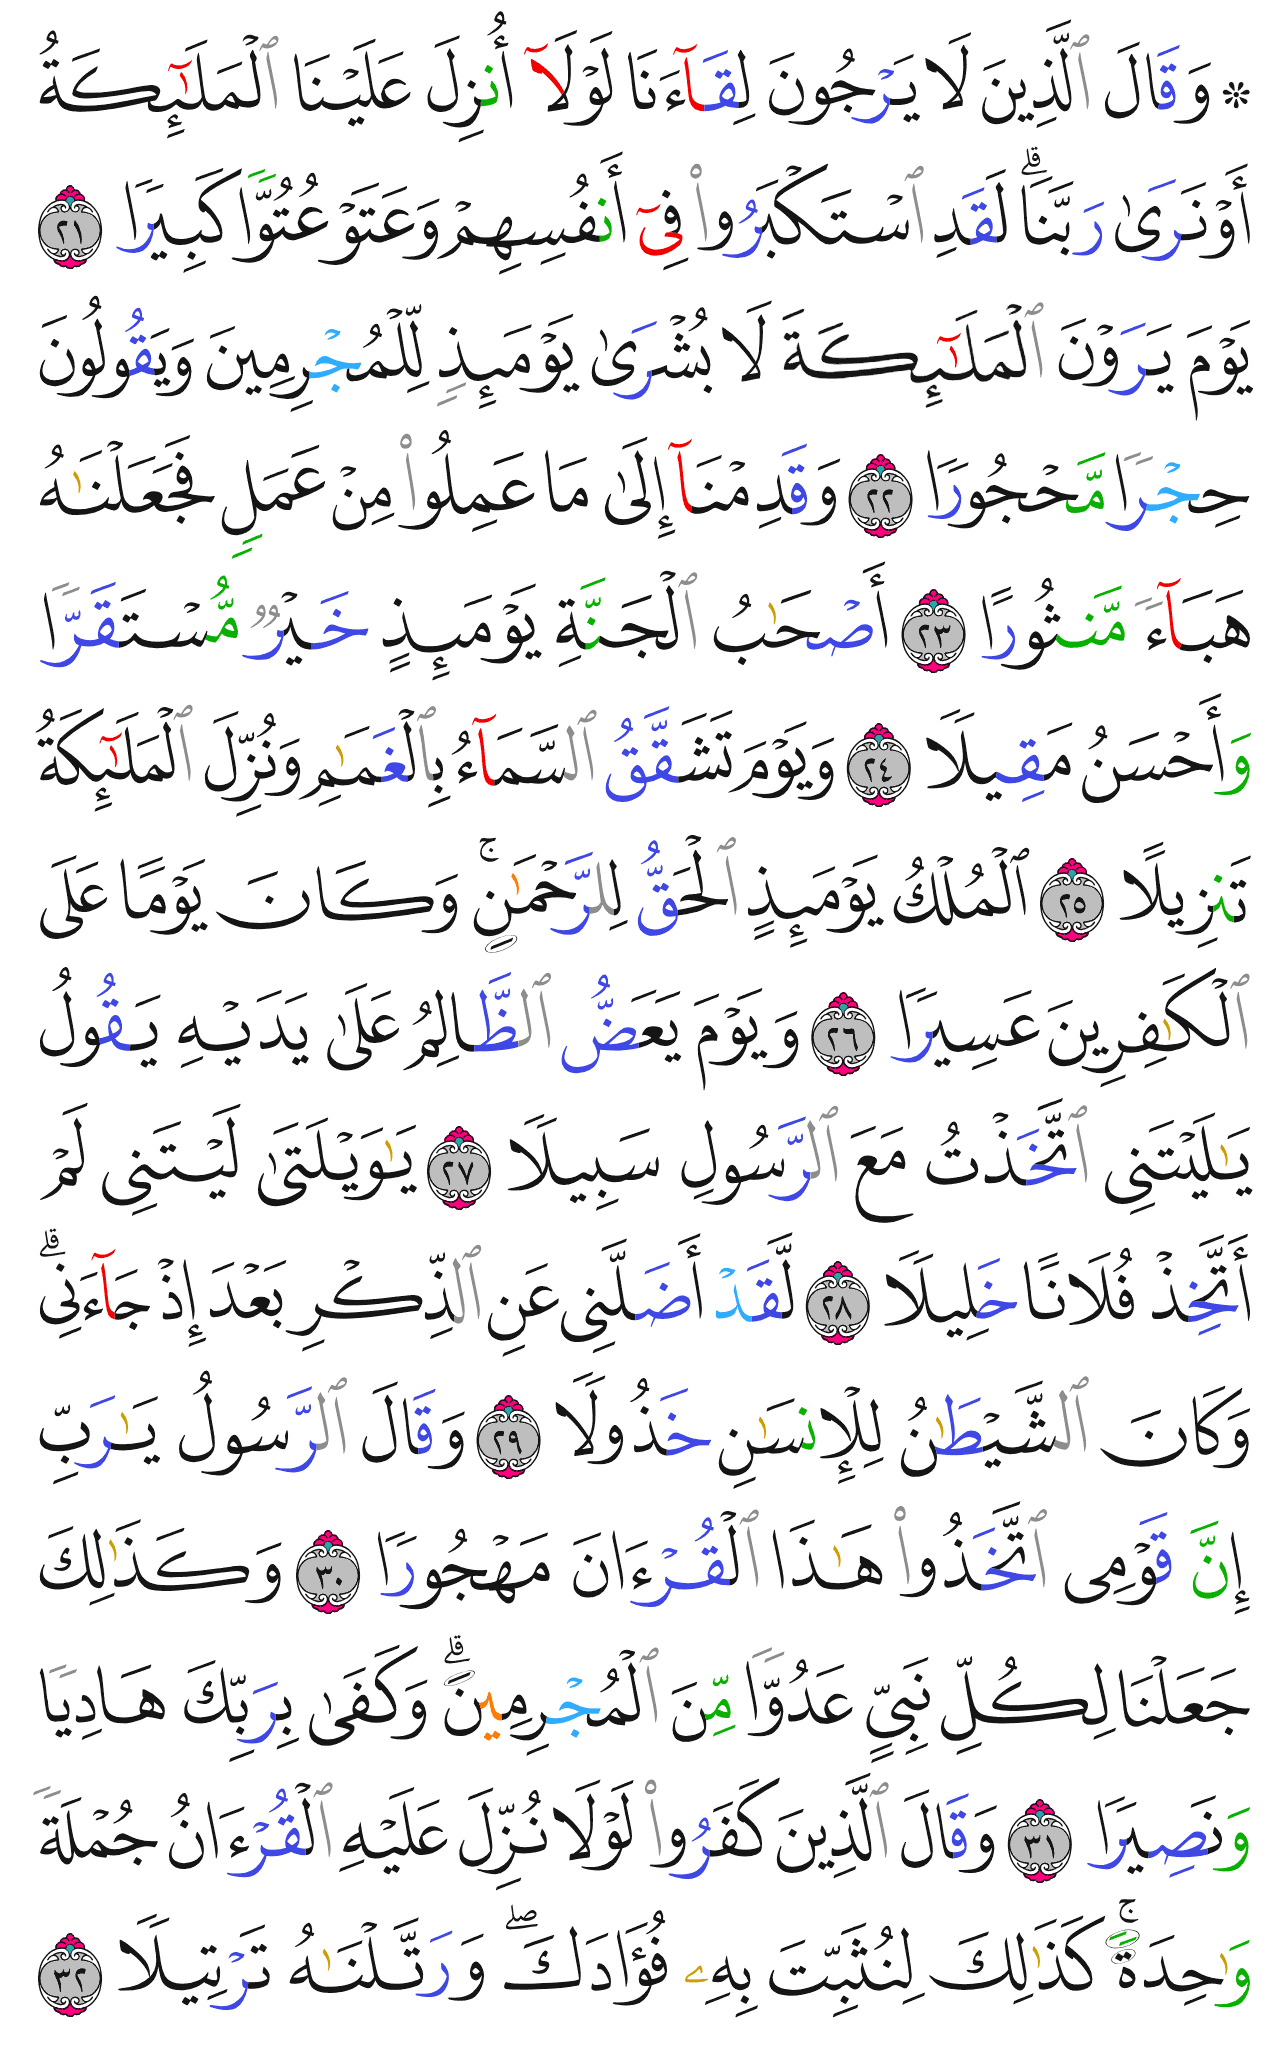 ۞ وَقَالَ ٱلَّذِينَ لَا يَرْجُونَ لِقَآءَنَا لَوْلَآ أُنزِلَ عَلَيْنَا ٱلْمَلَـٰٓئِكَةُ
أَوْ نَرَىٰ رَبَّنَا ۗ لَقَدِ ٱسْتَكْبَرُوا۟ فِىٓ أَنفُسِهِمْ وَعَتَوْ عُتُوًّا كَبِيرًا ٢١
يَوْمَ يَرَوْنَ ٱلْمَلَـٰٓئِكَةَ لَا بُشْرَىٰ يَوْمَئِذٍ لِّلْمُجْرِمِينَ وَيَقُولُونَ
حِجْرًا مَّحْجُورًا ٢٢ وَقَدِمْنَآ إِلَىٰ مَا عَمِلُوا۟ مِنْ عَمَلٍ فَجَعَلْنَـٰهُ
هَبَآءً مَّنثُورًا ٢٣ أَصْحَـٰبُ ٱلْجَنَّةِ يَوْمَئِذٍ خَيْرٌ مُّسْتَقَرًّا
وَأَحْسَنُ مَقِيلًا ٢٤ وَيَوْمَ تَشَقَّقُ ٱلسَّمَآءُ بِٱلْغَمَـٰمِ وَنُزِّلَ ٱلْمَلَـٰٓئِكَةُ
تَنزِيلًا ٢٥ ٱلْمُلْكُ يَوْمَئِذٍ ٱلْحَقُّ لِلرَّحْمَـٰنِ ۚ وَكَانَ يَوْمًا عَلَى
ٱلْكَـٰفِرِينَ عَسِيرًا ٢٦ وَيَوْمَ يَعَضُّ ٱلظَّالِمُ عَلَىٰ يَدَيْهِ يَقُولُ
يَـٰلَيْتَنِى ٱتَّخَذْتُ مَعَ ٱلرَّسُولِ سَبِيلًا ٢٧ يَـٰوَيْلَتَىٰ لَيْتَنِى لَمْ
أَتَّخِذْ فُلَانًا خَلِيلًا ٢٨ لَّقَدْ أَضَلَّنِى عَنِ ٱلذِّكْرِ بَعْدَ إِذْ جَآءَنِى ۗ
وَكَانَ ٱلشَّيْطَـٰنُ لِلْإِنسَـٰنِ خَذُولًا ٢٩ وَقَالَ ٱلرَّسُولُ يَـٰرَبِّ
إِنَّ قَوْمِى ٱتَّخَذُوا۟ هَـٰذَا ٱلْقُرْءَانَ مَهْجُورًا ٣٠ وَكَذَٰلِكَ
جَعَلْنَا لِكُلِّ نَبِىٍّ عَدُوًّا مِّنَ ٱلْمُجْرِمِينَ ۗ وَكَفَىٰ بِرَبِّكَ هَادِيًا
وَنَصِيرًا ٣١ وَقَالَ ٱلَّذِينَ كَفَرُوا۟ لَوْلَا نُزِّلَ عَلَيْهِ ٱلْقُرْءَانُ جُمْلَةً
وَٰحِدَةً ۚ كَذَٰلِكَ لِنُثَبِّتَ بِهِۦ فُؤَادَكَ ۖ وَرَتَّلْنَـٰهُ تَرْتِيلًا ٣٢